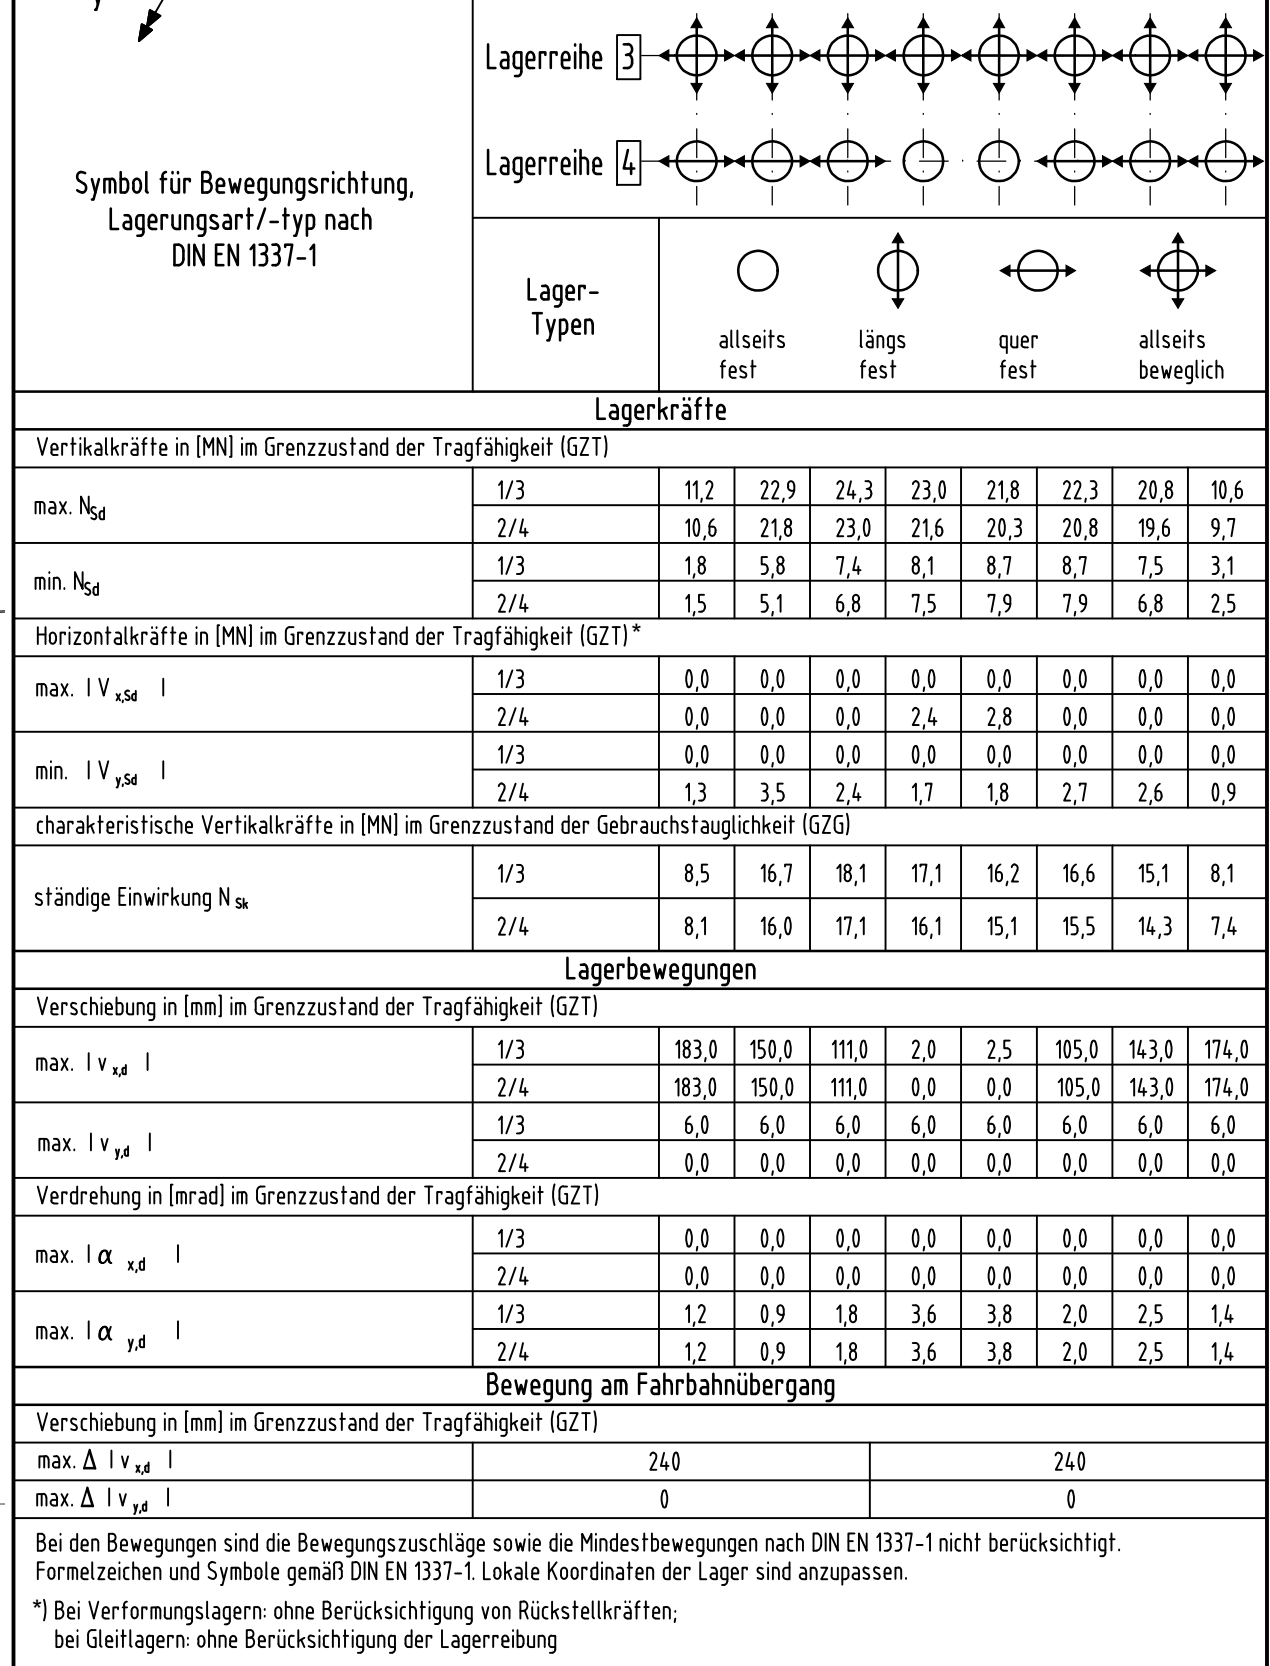 y
Lagerreihe 3
Lagerreihe 4
Symbol für Bewegungsrichtung,
Lagerungsart/-typ nach
DIN EN 1337-1
Lager-
Typen
allseits fest
längs fest
quer fest
allseits beweglich
Lagerkräfte
Vertikalkräfte in [MN] im Grenzzustand der Tragfähigkeit (GZT)
max. NSd
1/3 11,2 22,9 24,3 23,0 21,8 22,3 20,8 10,6
2/4 10,6 21,8 23,0 21,6 20,3 20,8 19,6 9,7
min. NSd
1/3 1,8 5,8 7,4 8,1 8,7 8,7 7,5 3,1
2/4 1,5 5,1 6,8 7,5 7,9 7,9 6,8 2,5
Horizontalkräfte in [MN] im Grenzzustand der Tragfähigkeit (GZT)*
max. |V x,Sd |
1/3 0,0 0,0 0,0 0,0 0,0 0,0 0,0 0,0
2/4 0,0 0,0 0,0 2,4 2,8 0,0 0,0 0,0
min. |V y,Sd |
1/3 0,0 0,0 0,0 0,0 0,0 0,0 0,0 0,0
2/4 1,3 3,5 2,4 1,7 1,8 2,7 2,6 0,9
charakteristische Vertikalkräfte in [MN] im Grenzzustand der Gebrauchstauglichkeit (GZG)
ständige Einwirkung N Sk
1/3 8,5 16,7 18,1 17,1 16,2 16,6 15,1 8,1
2/4 8,1 16,0 17,1 16,1 15,1 15,5 14,3 7,4
Lagerbewegungen
Verschiebung in [mm] im Grenzzustand der Tragfähigkeit (GZT)
max. |v x,d |
1/3 183,0 150,0 111,0 2,0 2,5 105,0 143,0 174,0
2/4 183,0 150,0 111,0 0,0 0,0 105,0 143,0 174,0
max. |v y,d |
1/3 6,0 6,0 6,0 6,0 6,0 6,0 6,0 6,0
2/4 0,0 0,0 0,0 0,0 0,0 0,0 0,0 0,0
Verdrehung in [mrad] im Grenzzustand der Tragfähigkeit (GZT)
max. |α x,d |
1/3 0,0 0,0 0,0 0,0 0,0 0,0 0,0 0,0
2/4 0,0 0,0 0,0 0,0 0,0 0,0 0,0 0,0
max. |α y,d |
1/3 1,2 0,9 1,8 3,6 3,8 2,0 2,5 1,4
2/4 1,2 0,9 1,8 3,6 3,8 2,0 2,5 1,4
Bewegung am Fahrbahnübergang
Verschiebung in [mm] im Grenzzustand der Tragfähigkeit (GZT)
max. Δ |v x,d | 240 240
max. Δ |v y,d | 0 0
Bei den Bewegungen sind die Bewegungszuschläge sowie die Mindestbewegungen nach DIN EN 1337-1 nicht berücksichtigt.
Formelzeichen und Symbole gemäß DIN EN 1337-1. Lokale Koordinaten der Lager sind anzupassen.
*) Bei Verformungslagern: ohne Berücksichtigung von Rückstellkräften;
bei Gleitlagern: ohne Berücksichtigung der Lagerreibung